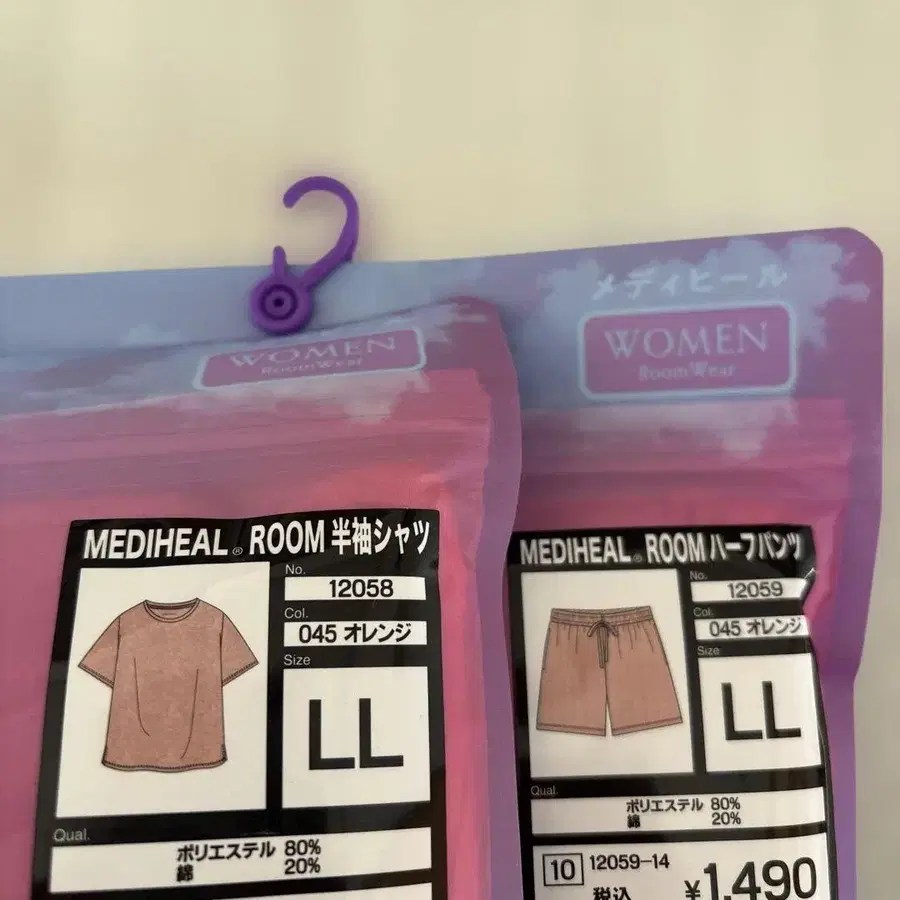 WOMEN
RoomWear
MEDIHEAL® ROOM 半袖シャツ
No.
12058
Col.
045 オレンジ
Size
LL
Qual.
ポリエステル 80%
綿 20%
メディヒール
WOMEN
RoomWear
MEDIHEAL® ROOM ハーフパンツ
No.
12059
Col.
045 オレンジ
Size
LL
Qual.
ポリエステル 80%
綿 20%
10 12059-14
税込 ¥1,490